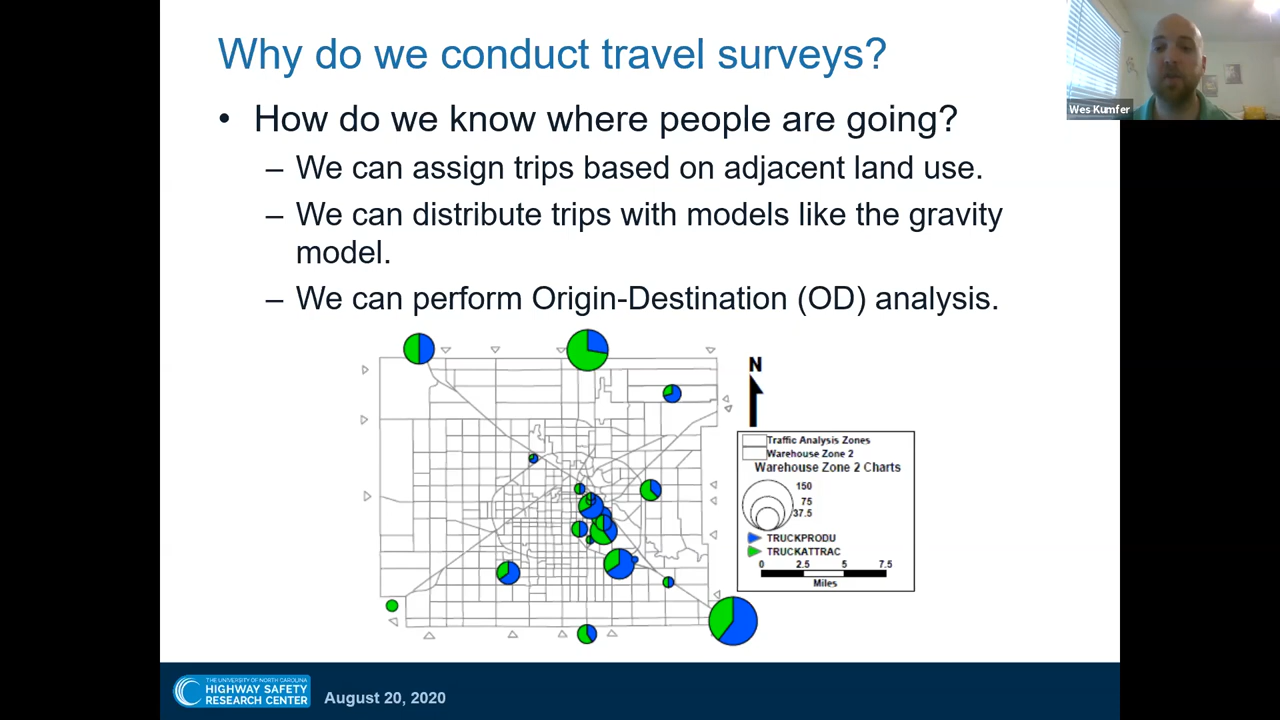 Why do we conduct travel surveys?
Wes Kumfer
• How do we know where people are going?
– We can assign trips based on adjacent land use.
– We can distribute trips with models like the gravity
model.
– We can perform Origin-Destination (OD) analysis.
N
Traffic Analysis Zones
Warehouse Zone 2
Warehouse Zone 2 Charts
150
75
37.5
TRUCKPRODU
TRUCKATTRAC
0 2.5 5 7.5
Miles
THE UNIVERSITY OF NORTH CAROLINA
HIGHWAY SAFETY
RESEARCH CENTER
August 20, 2020